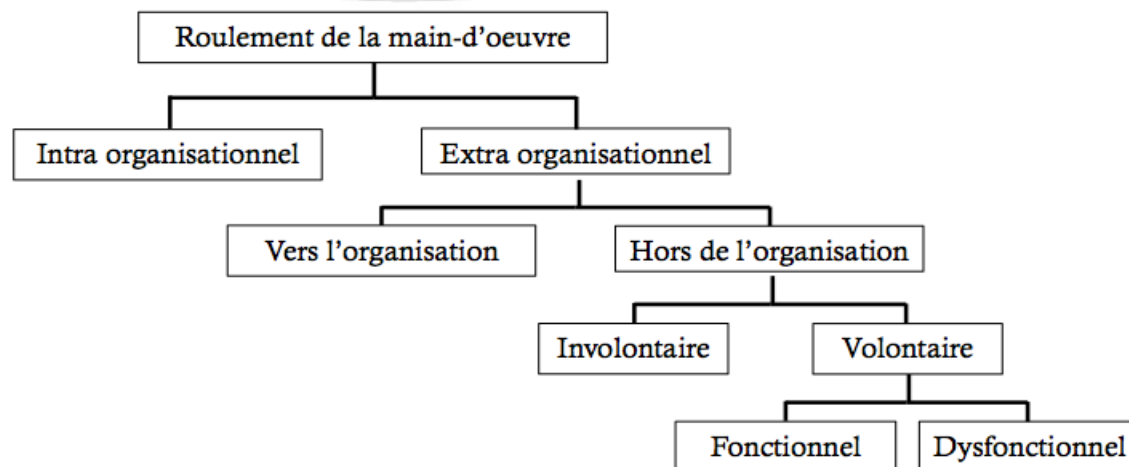 Roulement de la main-d'oeuvre
Intra organisationnel
Extra organisationnel
Vers l'organisation
Hors de l'organisation
Involontaire
Volontaire
Fonctionnel
Dysfonctionnel